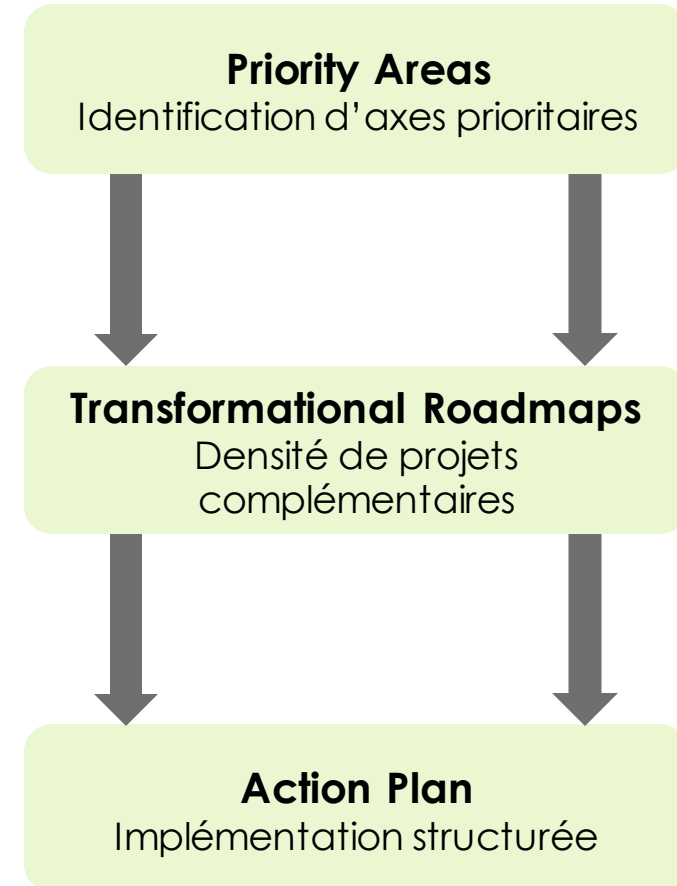 Priority Areas
Identification d’axes prioritaires
Transformational Roadmaps
Densité de projets
complémentaires
Action Plan
Implémentation structurée